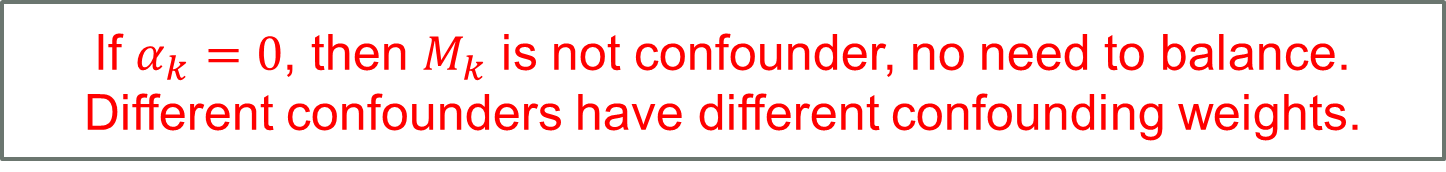 If αₖ = 0, then Mₖ is not confounder, no need to balance.
Different confounders have different confounding weights.